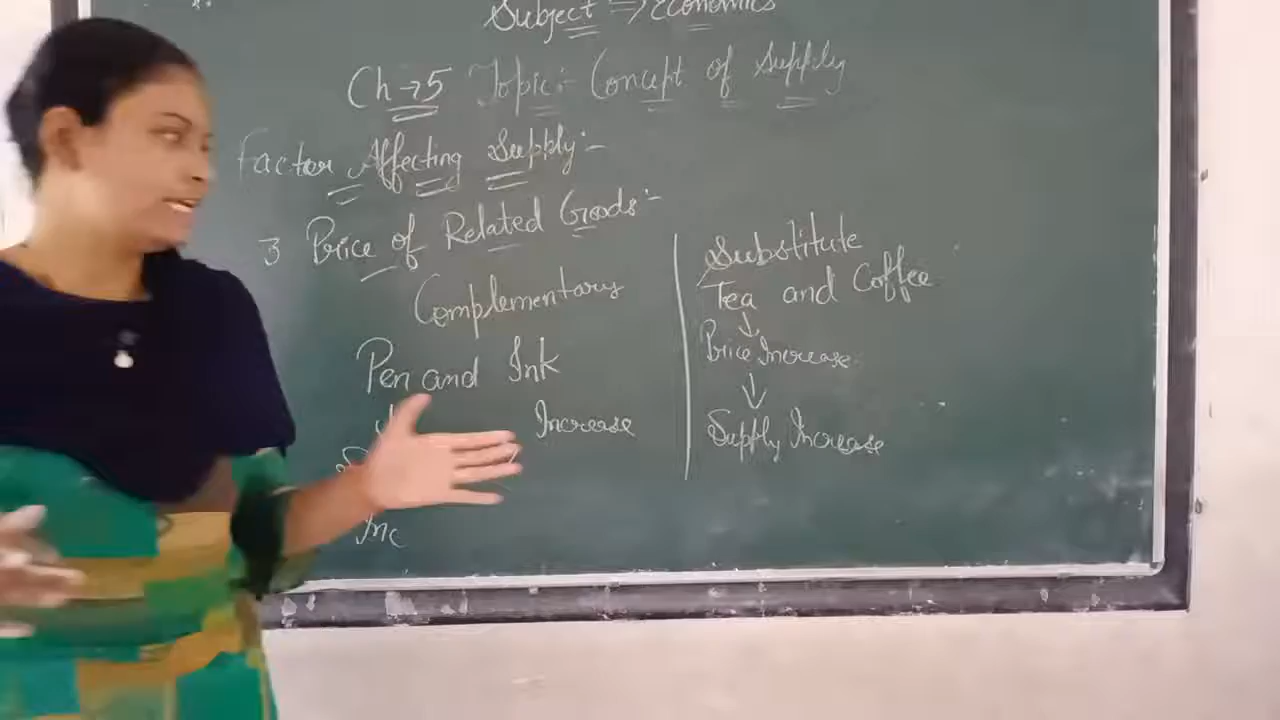 Subject ⇒ Economics
Ch → 5 Topic:- Concept of Supply
Factor Affecting Supply:-
3 Price of Related Goods:-
Complementary
Pen and Ink
Increase
Substitute
Tea and Coffee
↓
Price Increase
↓
Supply Increase